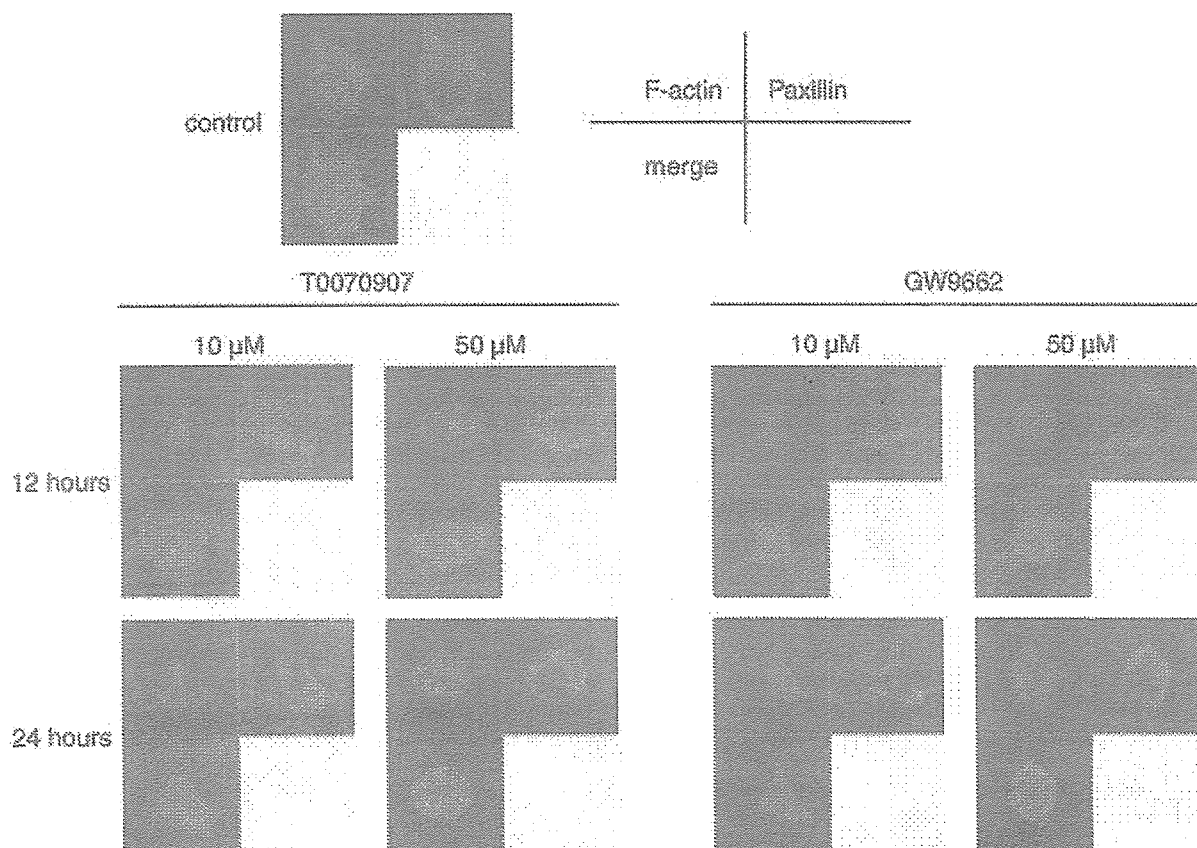 F-actin Paxillin
control
merge
T0070907 GW9662
10 µM 50 µM 10 µM 50 µM
12 hours
24 hours